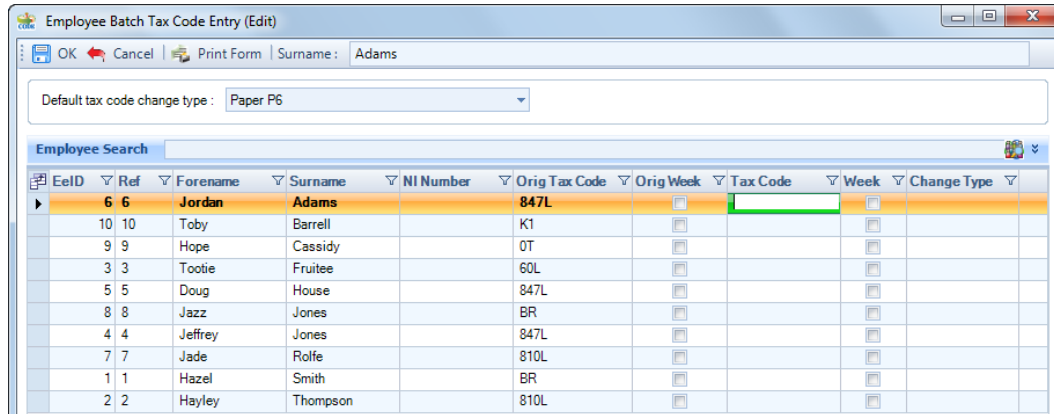 CODE Employee Batch Tax Code Entry (Edit)
OK Cancel Print Form Surname : Adams
Default tax code change type : Paper P6
Employee Search
EeID Ref Forename Surname NI Number Orig Tax Code Orig Week Tax Code Week Change Type
6 6 Jordan Adams 847L
10 10 Toby Barrell K1
9 9 Hope Cassidy 0T
3 3 Tootie Fruitee 60L
5 5 Doug House 847L
8 8 Jazz Jones BR
4 4 Jeffrey Jones 847L
7 7 Jade Rolfe 810L
1 1 Hazel Smith BR
2 2 Hayley Thompson 810L